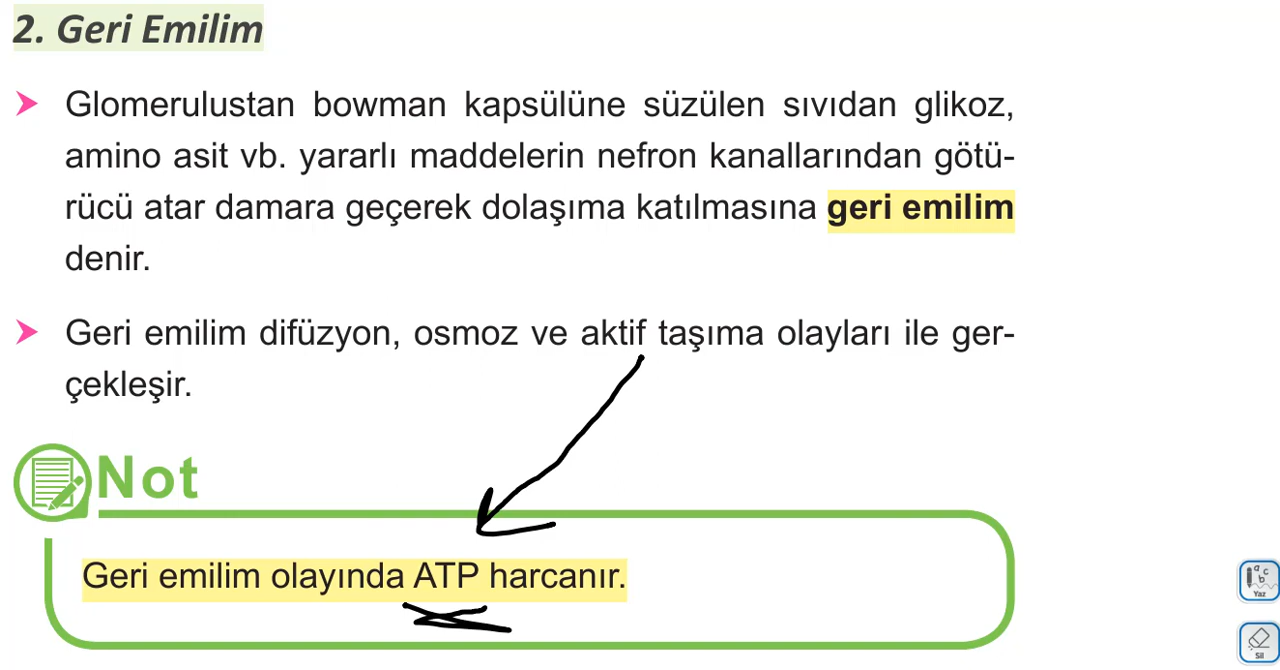 2. Geri Emilim
➤ Glomerulustan bowman kapsülüne süzülen sıvıdan glikoz,
amino asit vb. yararlı maddelerin nefron kanallarından götü-
rücü atar damara geçerek dolaşıma katılmasına geri emilim
denir.
➤ Geri emilim difüzyon, osmoz ve aktif taşıma olayları ile ger-
çekleşir.
Not
Geri emilim olayında ATP harcanır.
a b c
Yaz
Sil